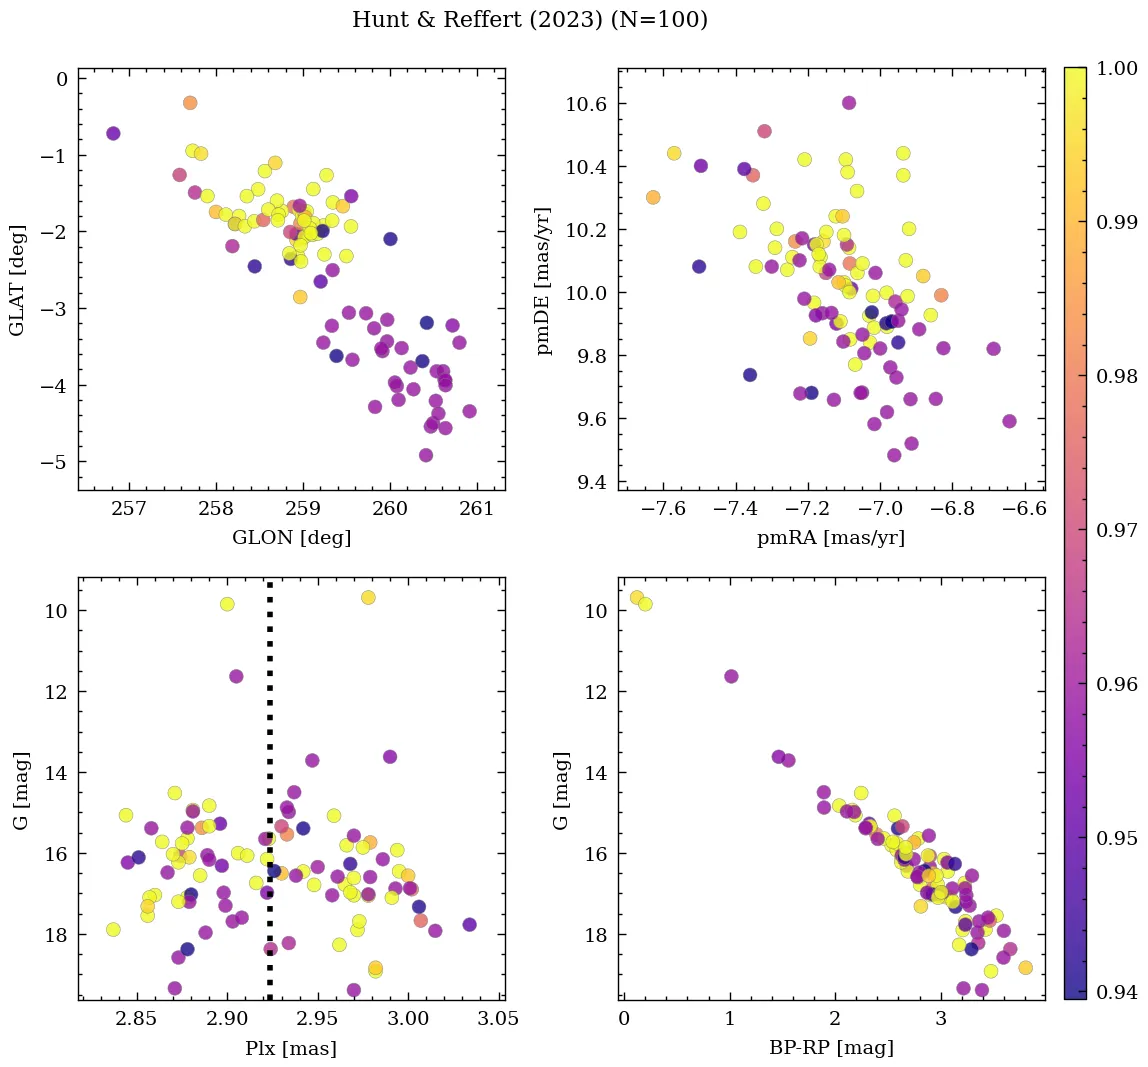 Hunt & Reffert (2023) (N=100)
0
−1
−2
−3
−4
−5
GLAT [deg]
257 258 259 260 261
GLON [deg]
10.6
10.4
10.2
10.0
9.8
9.6
9.4
pmDE [mas/yr]
−7.6 −7.4 −7.2 −7.0 −6.8 −6.6
pmRA [mas/yr]
10
12
14
16
18
G [mag]
2.85 2.90 2.95 3.00 3.05
Plx [mas]
10
12
14
16
18
G [mag]
0 1 2 3
BP-RP [mag]
1.00
0.99
0.98
0.97
0.96
0.95
0.94